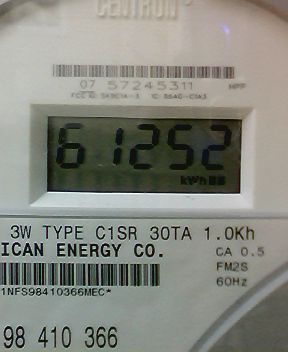 CENTRON®
07 57245311 MPP
61252
kWh
3W TYPE C1SR 30TA 1.0Kh
ICAN ENERGY CO. CA 0.5
FM2S
1NFS98410366MEC* 60Hz
98 410 366